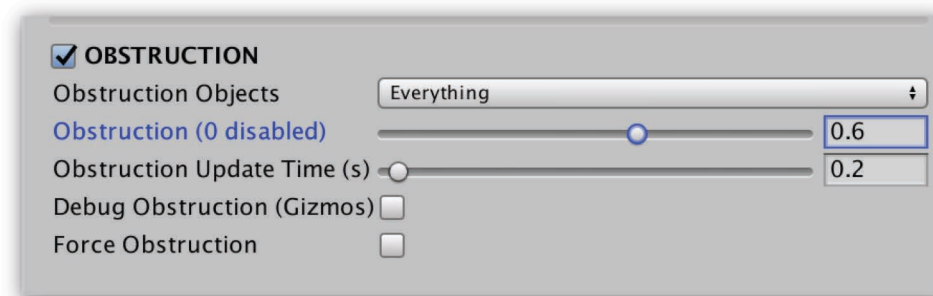 OBSTRUCTION
Obstruction Objects Everything
Obstruction (0 disabled) 0.6
Obstruction Update Time (s) 0.2
Debug Obstruction (Gizmos)
Force Obstruction